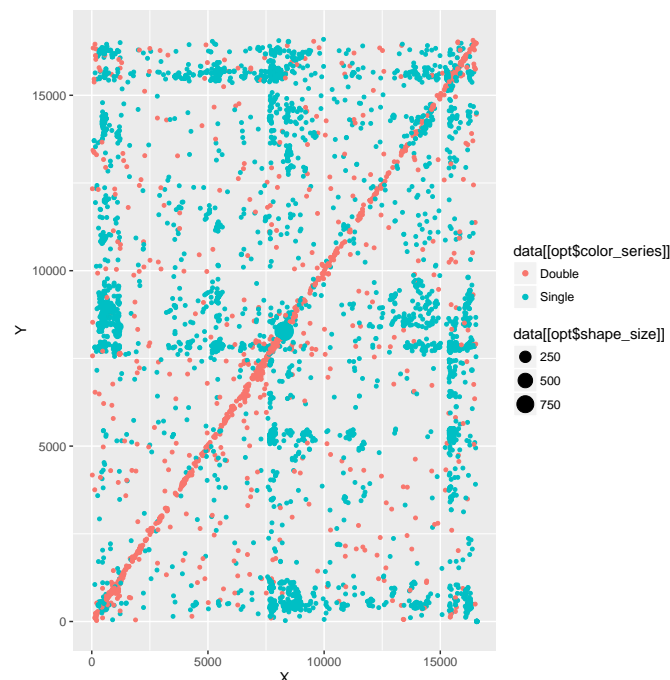 15000
10000
5000
0
Y
0
5000
10000
15000
X
data[[opt$color_series]]
Double
Single
data[[opt$shape_size]]
250
500
750